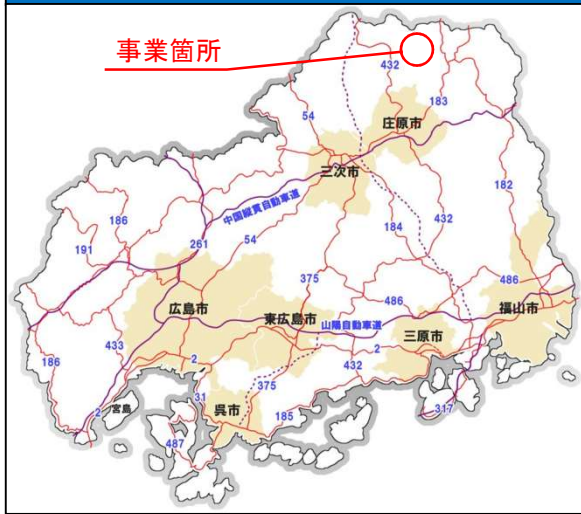 事業箇所
432
183
54
庄原市
三次市
182
中国縦貫自動車道
186
191
261
54
184
432
375
486
486
広島市
東広島市
山陽自動車道
福山市
三原市
433
186
2
2
432
2
宮島
31
375
呉市
185
317
487